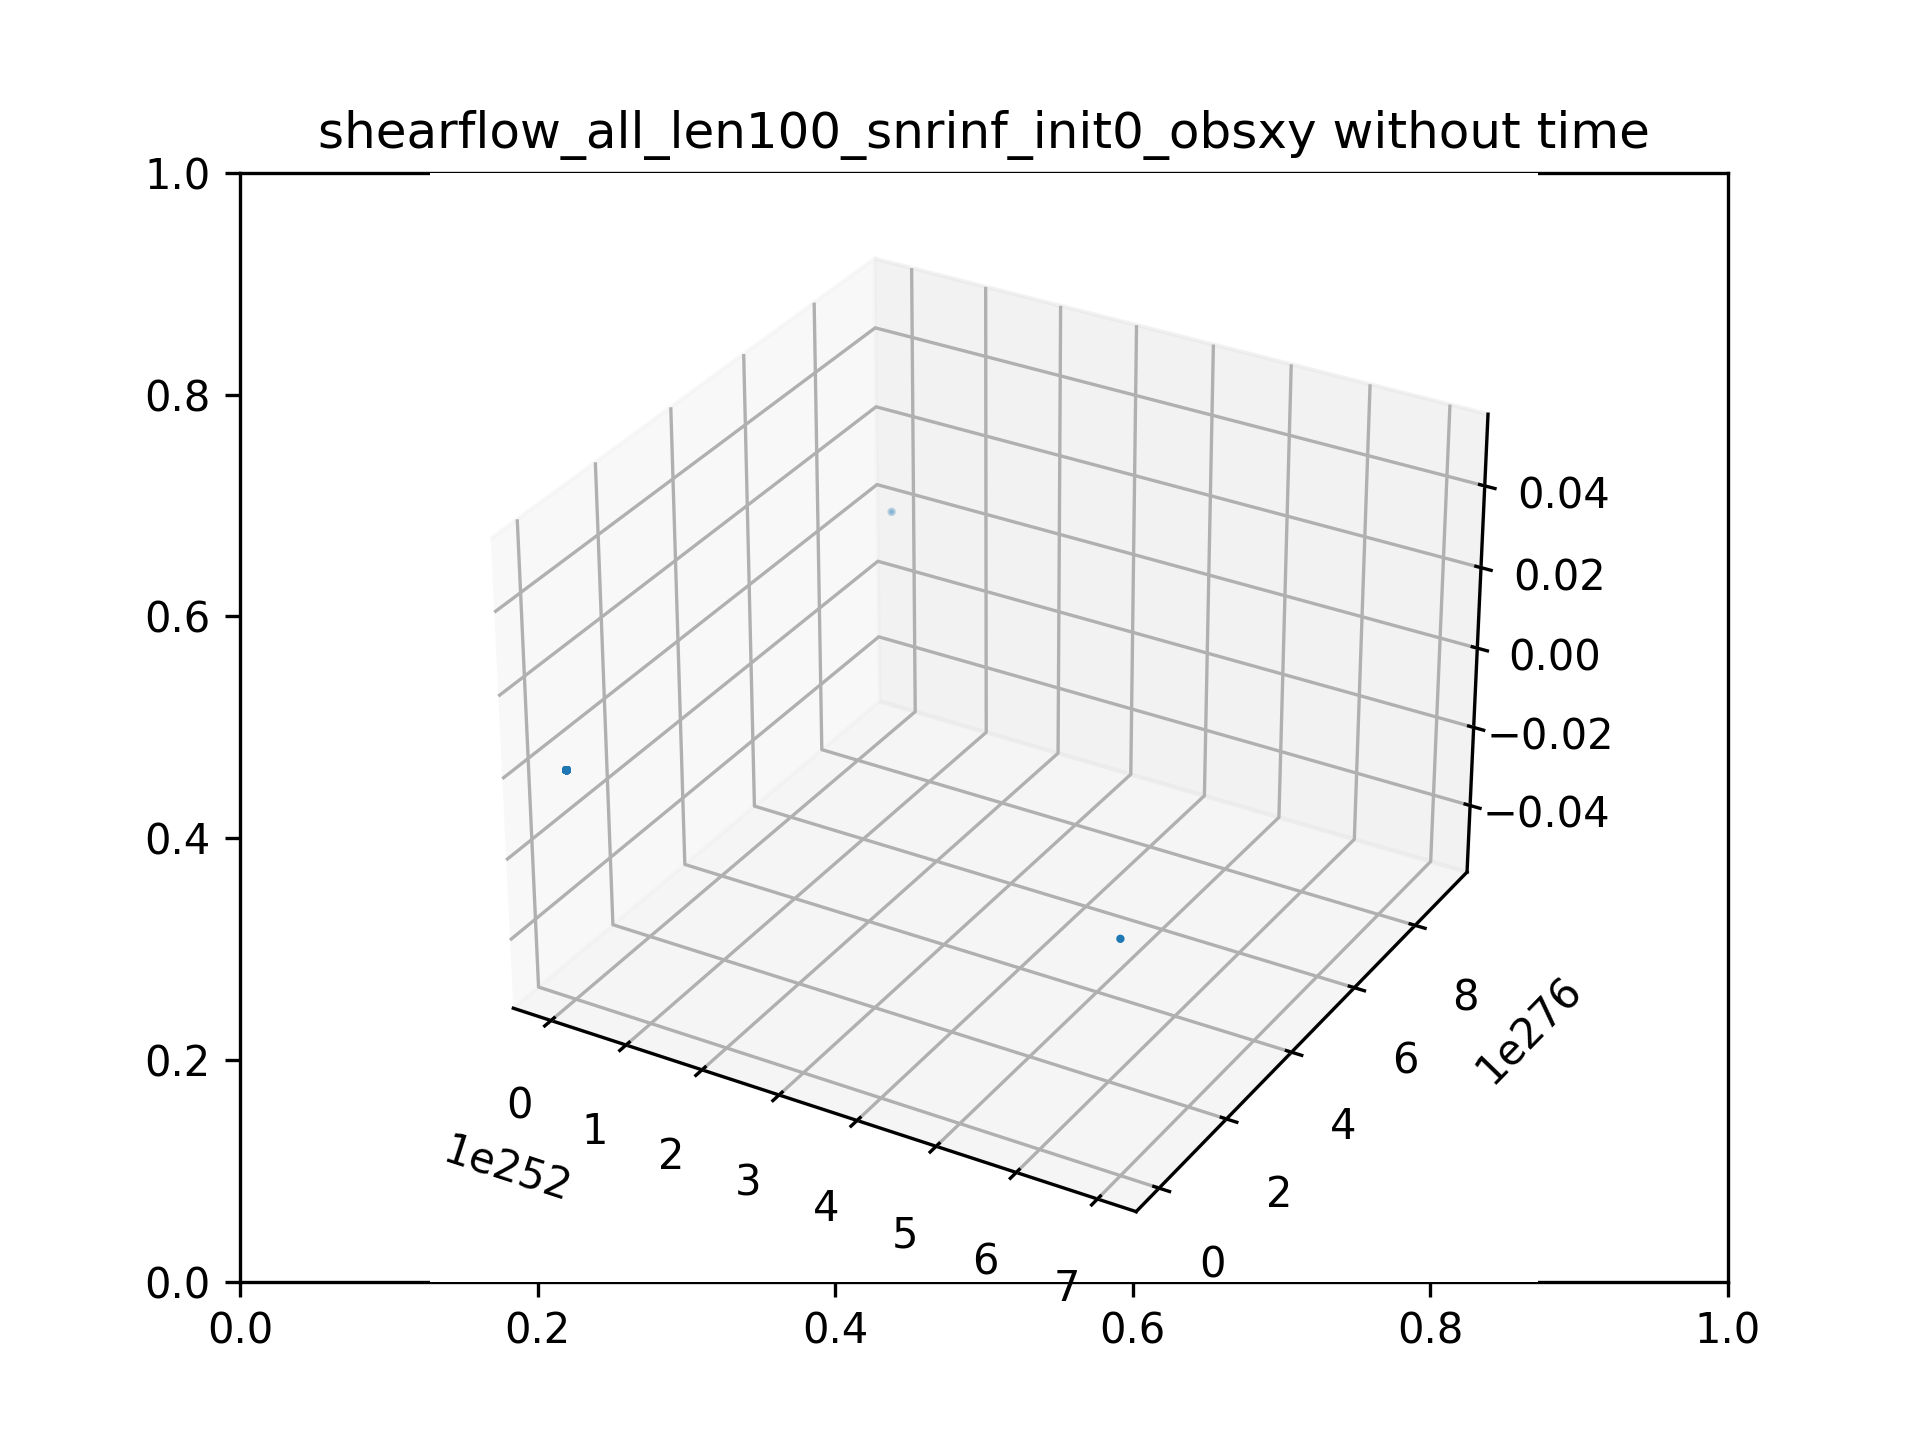 shearflow_all_len100_snrinf_init0_obsxy without time
1.0
0.8
0.6
0.4
0.2
0.0
0.0 0.2 0.4 0.6 0.8 1.0
0.04
0.02
0.00
−0.02
−0.04
0 1 2 3 4 5 6 7
1e252
0 2 4 6 8
1e276